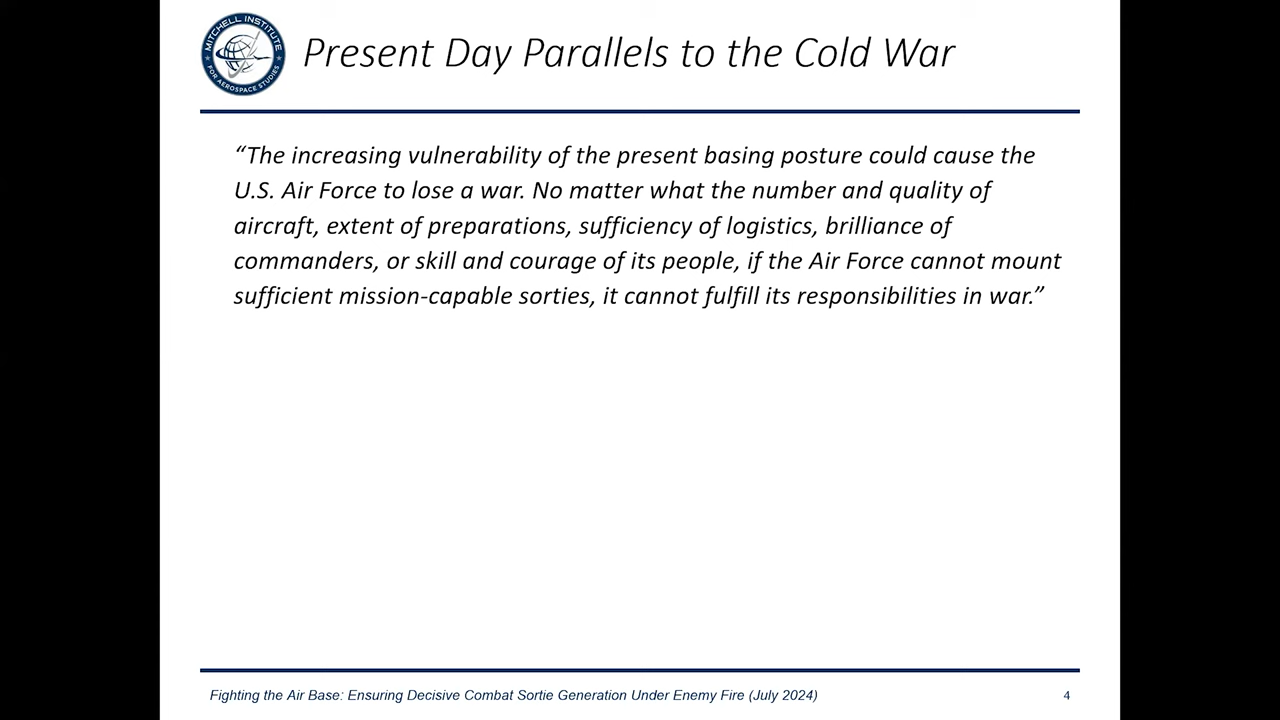 MITCHELL INSTITUTE
FOR AEROSPACE STUDIES
Present Day Parallels to the Cold War
“The increasing vulnerability of the present basing posture could cause the
U.S. Air Force to lose a war. No matter what the number and quality of
aircraft, extent of preparations, sufficiency of logistics, brilliance of
commanders, or skill and courage of its people, if the Air Force cannot mount
sufficient mission-capable sorties, it cannot fulfill its responsibilities in war.”
Fighting the Air Base: Ensuring Decisive Combat Sortie Generation Under Enemy Fire (July 2024)
4